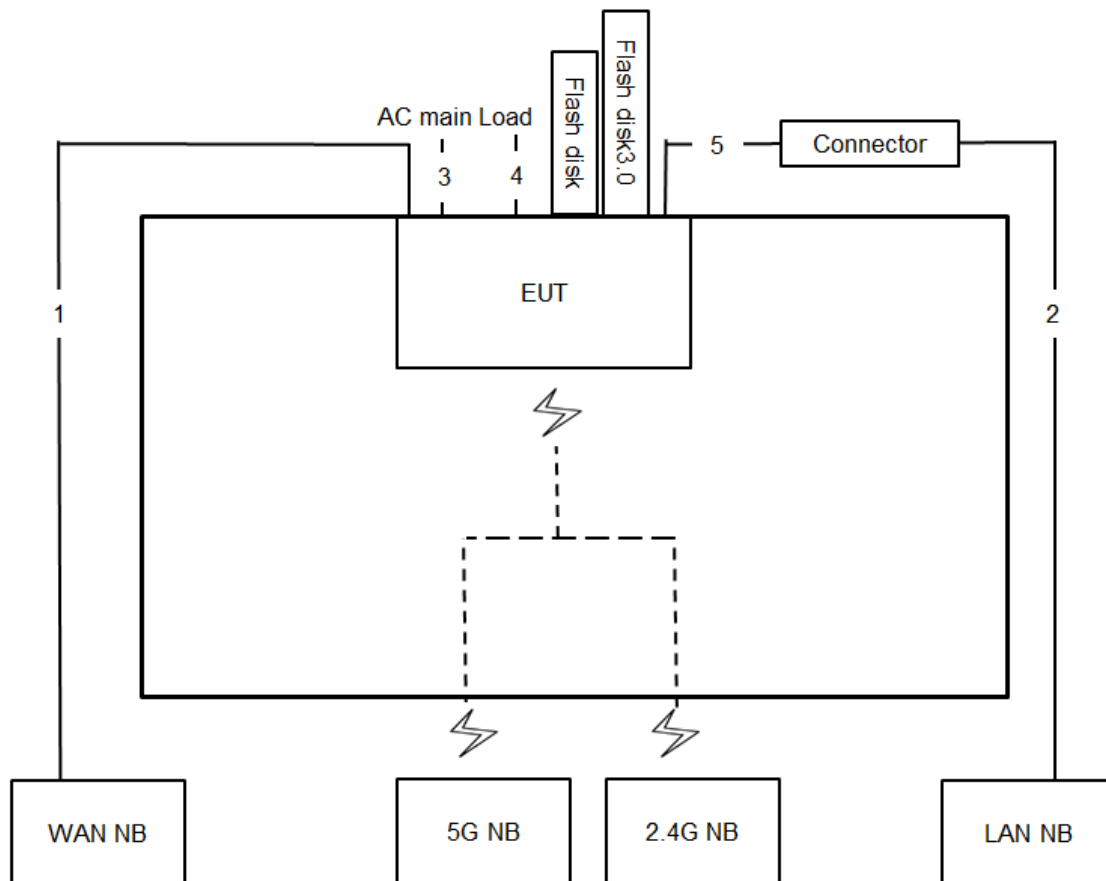 Flash disk
Flash disk3.0
AC main Load
3
4
5
Connector
EUT
1
2
WAN NB
5G NB
2.4G NB
LAN NB